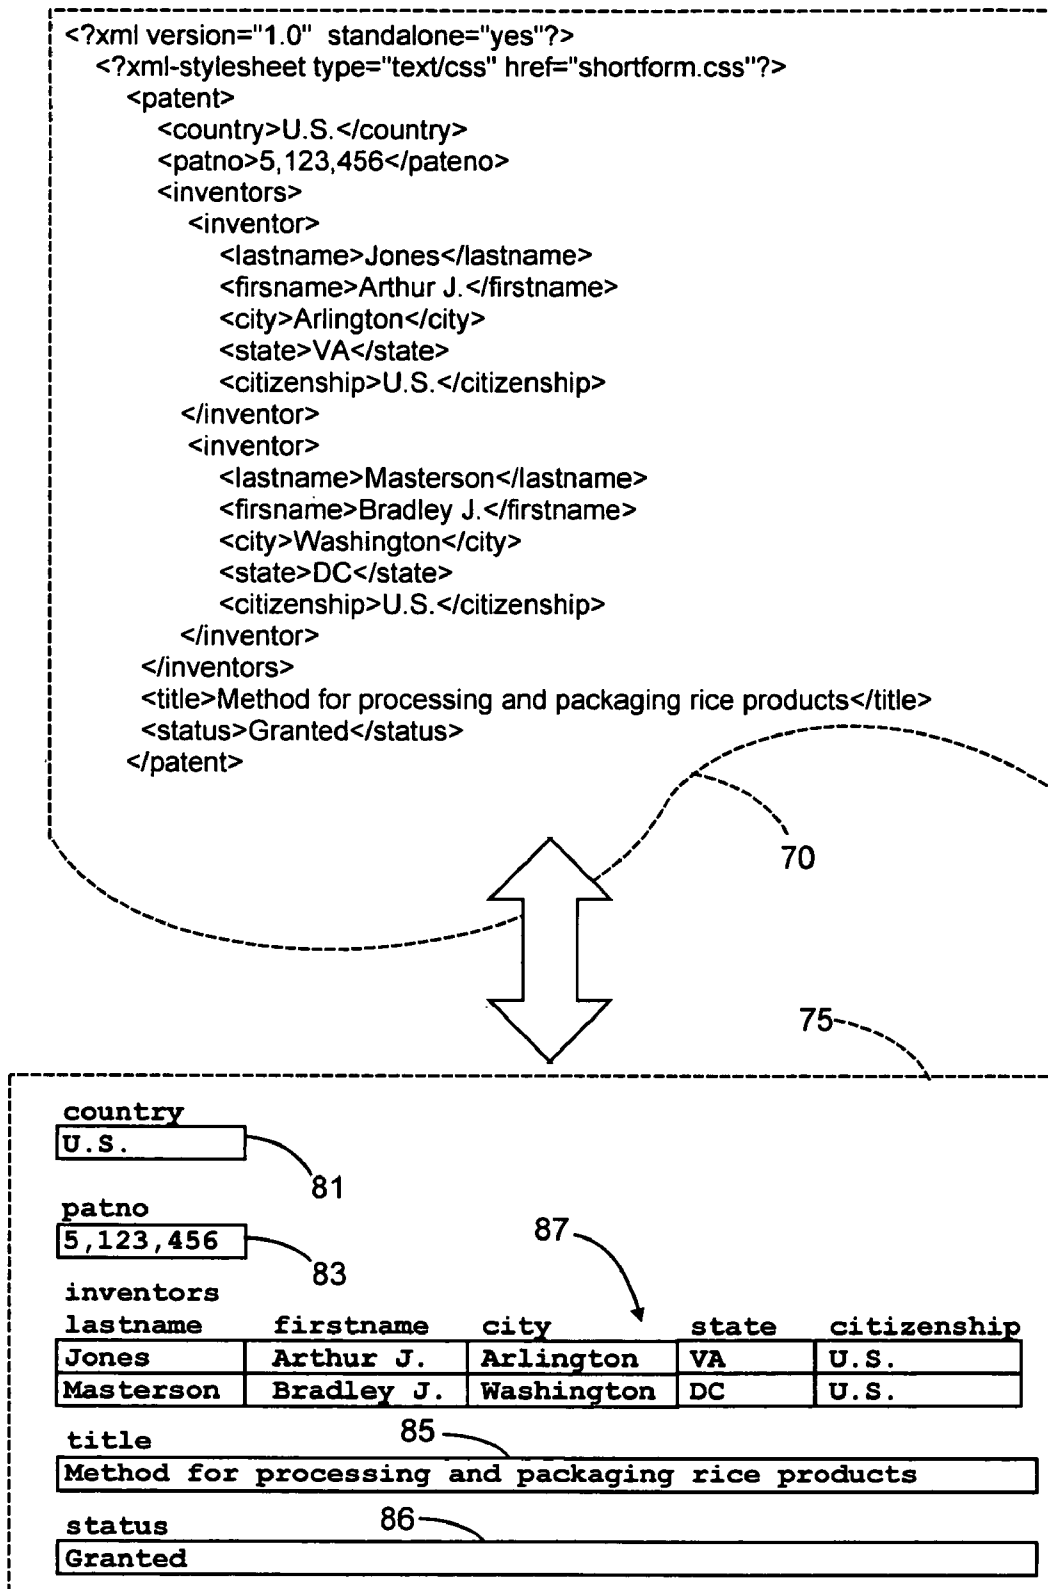 <?xml version="1.0" standalone="yes"?>
<?xml-stylesheet type="text/css" href="shortform.css"?>
<patent>
<country>U.S.</country>
<patno>5,123,456</pateno>
<inventors>
<inventor>
<lastname>Jones</lastname>
<firsname>Arthur J.</firstname>
<city>Arlington</city>
<state>VA</state>
<citizenship>U.S.</citizenship>
</inventor>
<inventor>
<lastname>Masterson</lastname>
<firsname>Bradley J.</firstname>
<city>Washington</city>
<state>DC</state>
<citizenship>U.S.</citizenship>
</inventor>
</inventors>
<title>Method for processing and packaging rice products</title>
<status>Granted</status>
</patent>
70
75
country
U.S.
81
patno
5,123,456
83
87
inventors
lastname firstname city state citizenship
Jones Arthur J. Arlington VA U.S.
Masterson Bradley J. Washington DC U.S.
title 85
Method for processing and packaging rice products
status 86
Granted